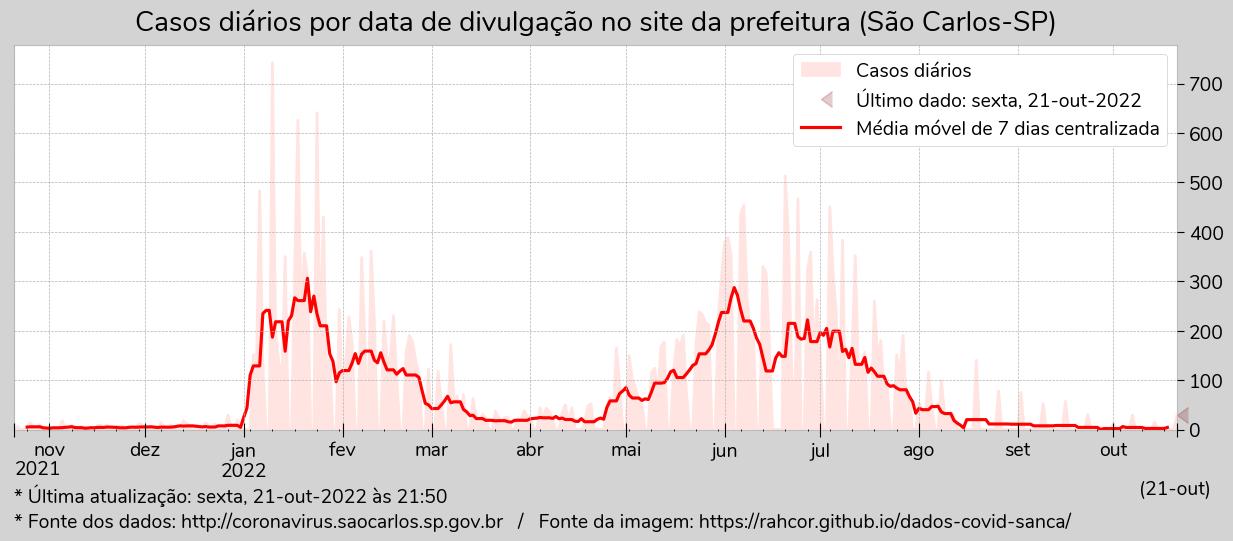 Casos diários por data de divulgação no site da prefeitura (São Carlos-SP)
Casos diários
Último dado: sexta, 21-out-2022
Média móvel de 7 dias centralizada
700
600
500
400
300
200
100
0
nov dez jan fev mar abr mai jun jul ago set out
2021 2022
(21-out)
* Última atualização: sexta, 21-out-2022 às 21:50
* Fonte dos dados: http://coronavirus.saocarlos.sp.gov.br / Fonte da imagem: https://rahcor.github.io/dados-covid-sanca/